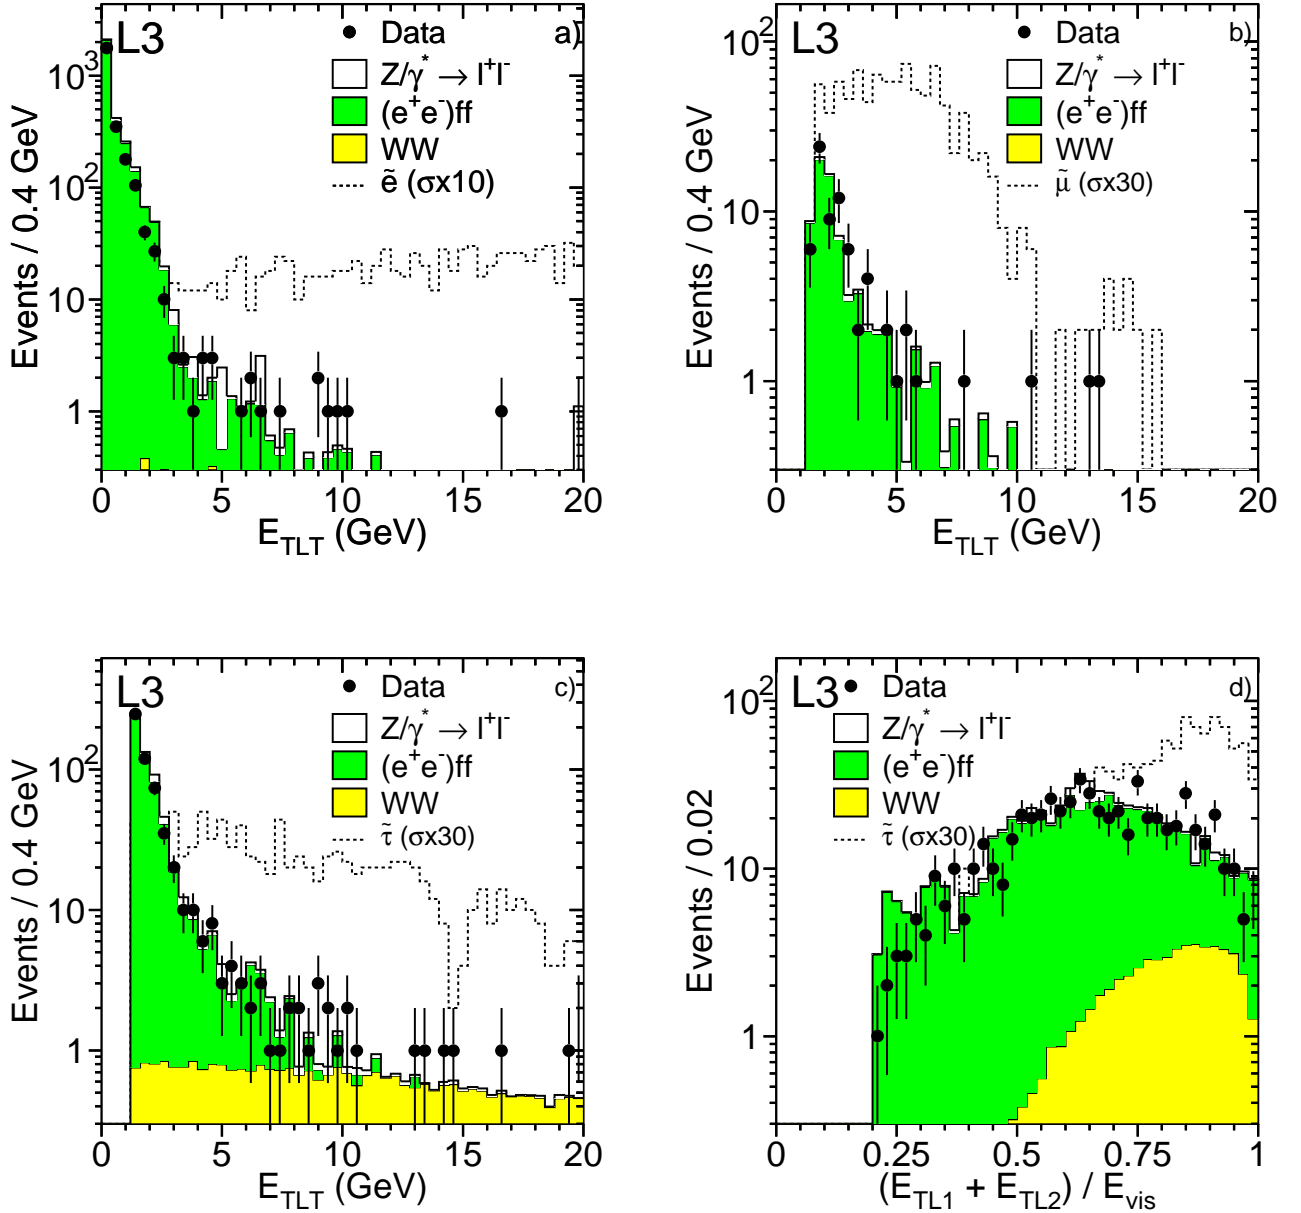 L3
a)
Data
Z/γ* → l⁺l⁻
(e⁺e⁻)ff
WW
ẽ (σx10)
Events / 0.4 GeV
10³
10²
10
1
0 5 10 15 20
E_TLT (GeV)
L3
b)
Data
Z/γ* → l⁺l⁻
(e⁺e⁻)ff
WW
μ̃ (σx30)
Events / 0.4 GeV
10²
10
1
0 5 10 15 20
E_TLT (GeV)
L3
c)
Data
Z/γ* → l⁺l⁻
(e⁺e⁻)ff
WW
τ̃ (σx30)
Events / 0.4 GeV
10²
10
1
0 5 10 15 20
E_TLT (GeV)
L3
d)
Data
Z/γ* → l⁺l⁻
(e⁺e⁻)ff
WW
τ̃ (σx30)
Events / 0.02
10²
10
1
0 0.25 0.5 0.75 1
(E_TL1 + E_TL2) / E_vis